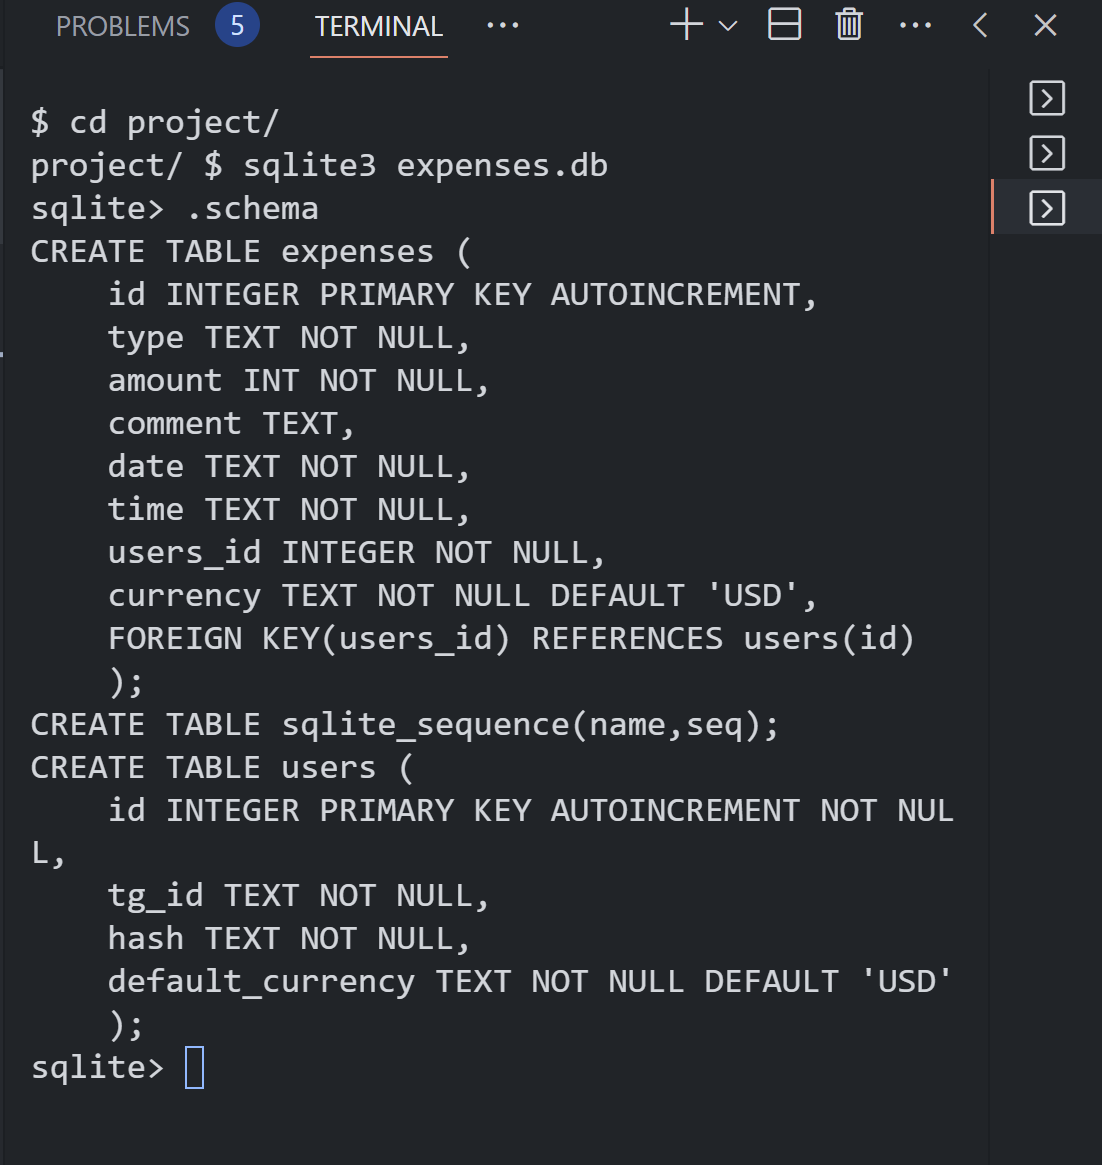 PROBLEMS 5 TERMINAL
$ cd project/
project/ $ sqlite3 expenses.db
sqlite> .schema
CREATE TABLE expenses (
    id INTEGER PRIMARY KEY AUTOINCREMENT,
    type TEXT NOT NULL,
    amount INT NOT NULL,
    comment TEXT,
    date TEXT NOT NULL,
    time TEXT NOT NULL,
    users_id INTEGER NOT NULL,
    currency TEXT NOT NULL DEFAULT 'USD',
    FOREIGN KEY(users_id) REFERENCES users(id)
    );
CREATE TABLE sqlite_sequence(name,seq);
CREATE TABLE users (
    id INTEGER PRIMARY KEY AUTOINCREMENT NOT NUL
L,
    tg_id TEXT NOT NULL,
    hash TEXT NOT NULL,
    default_currency TEXT NOT NULL DEFAULT 'USD'
    );
sqlite>